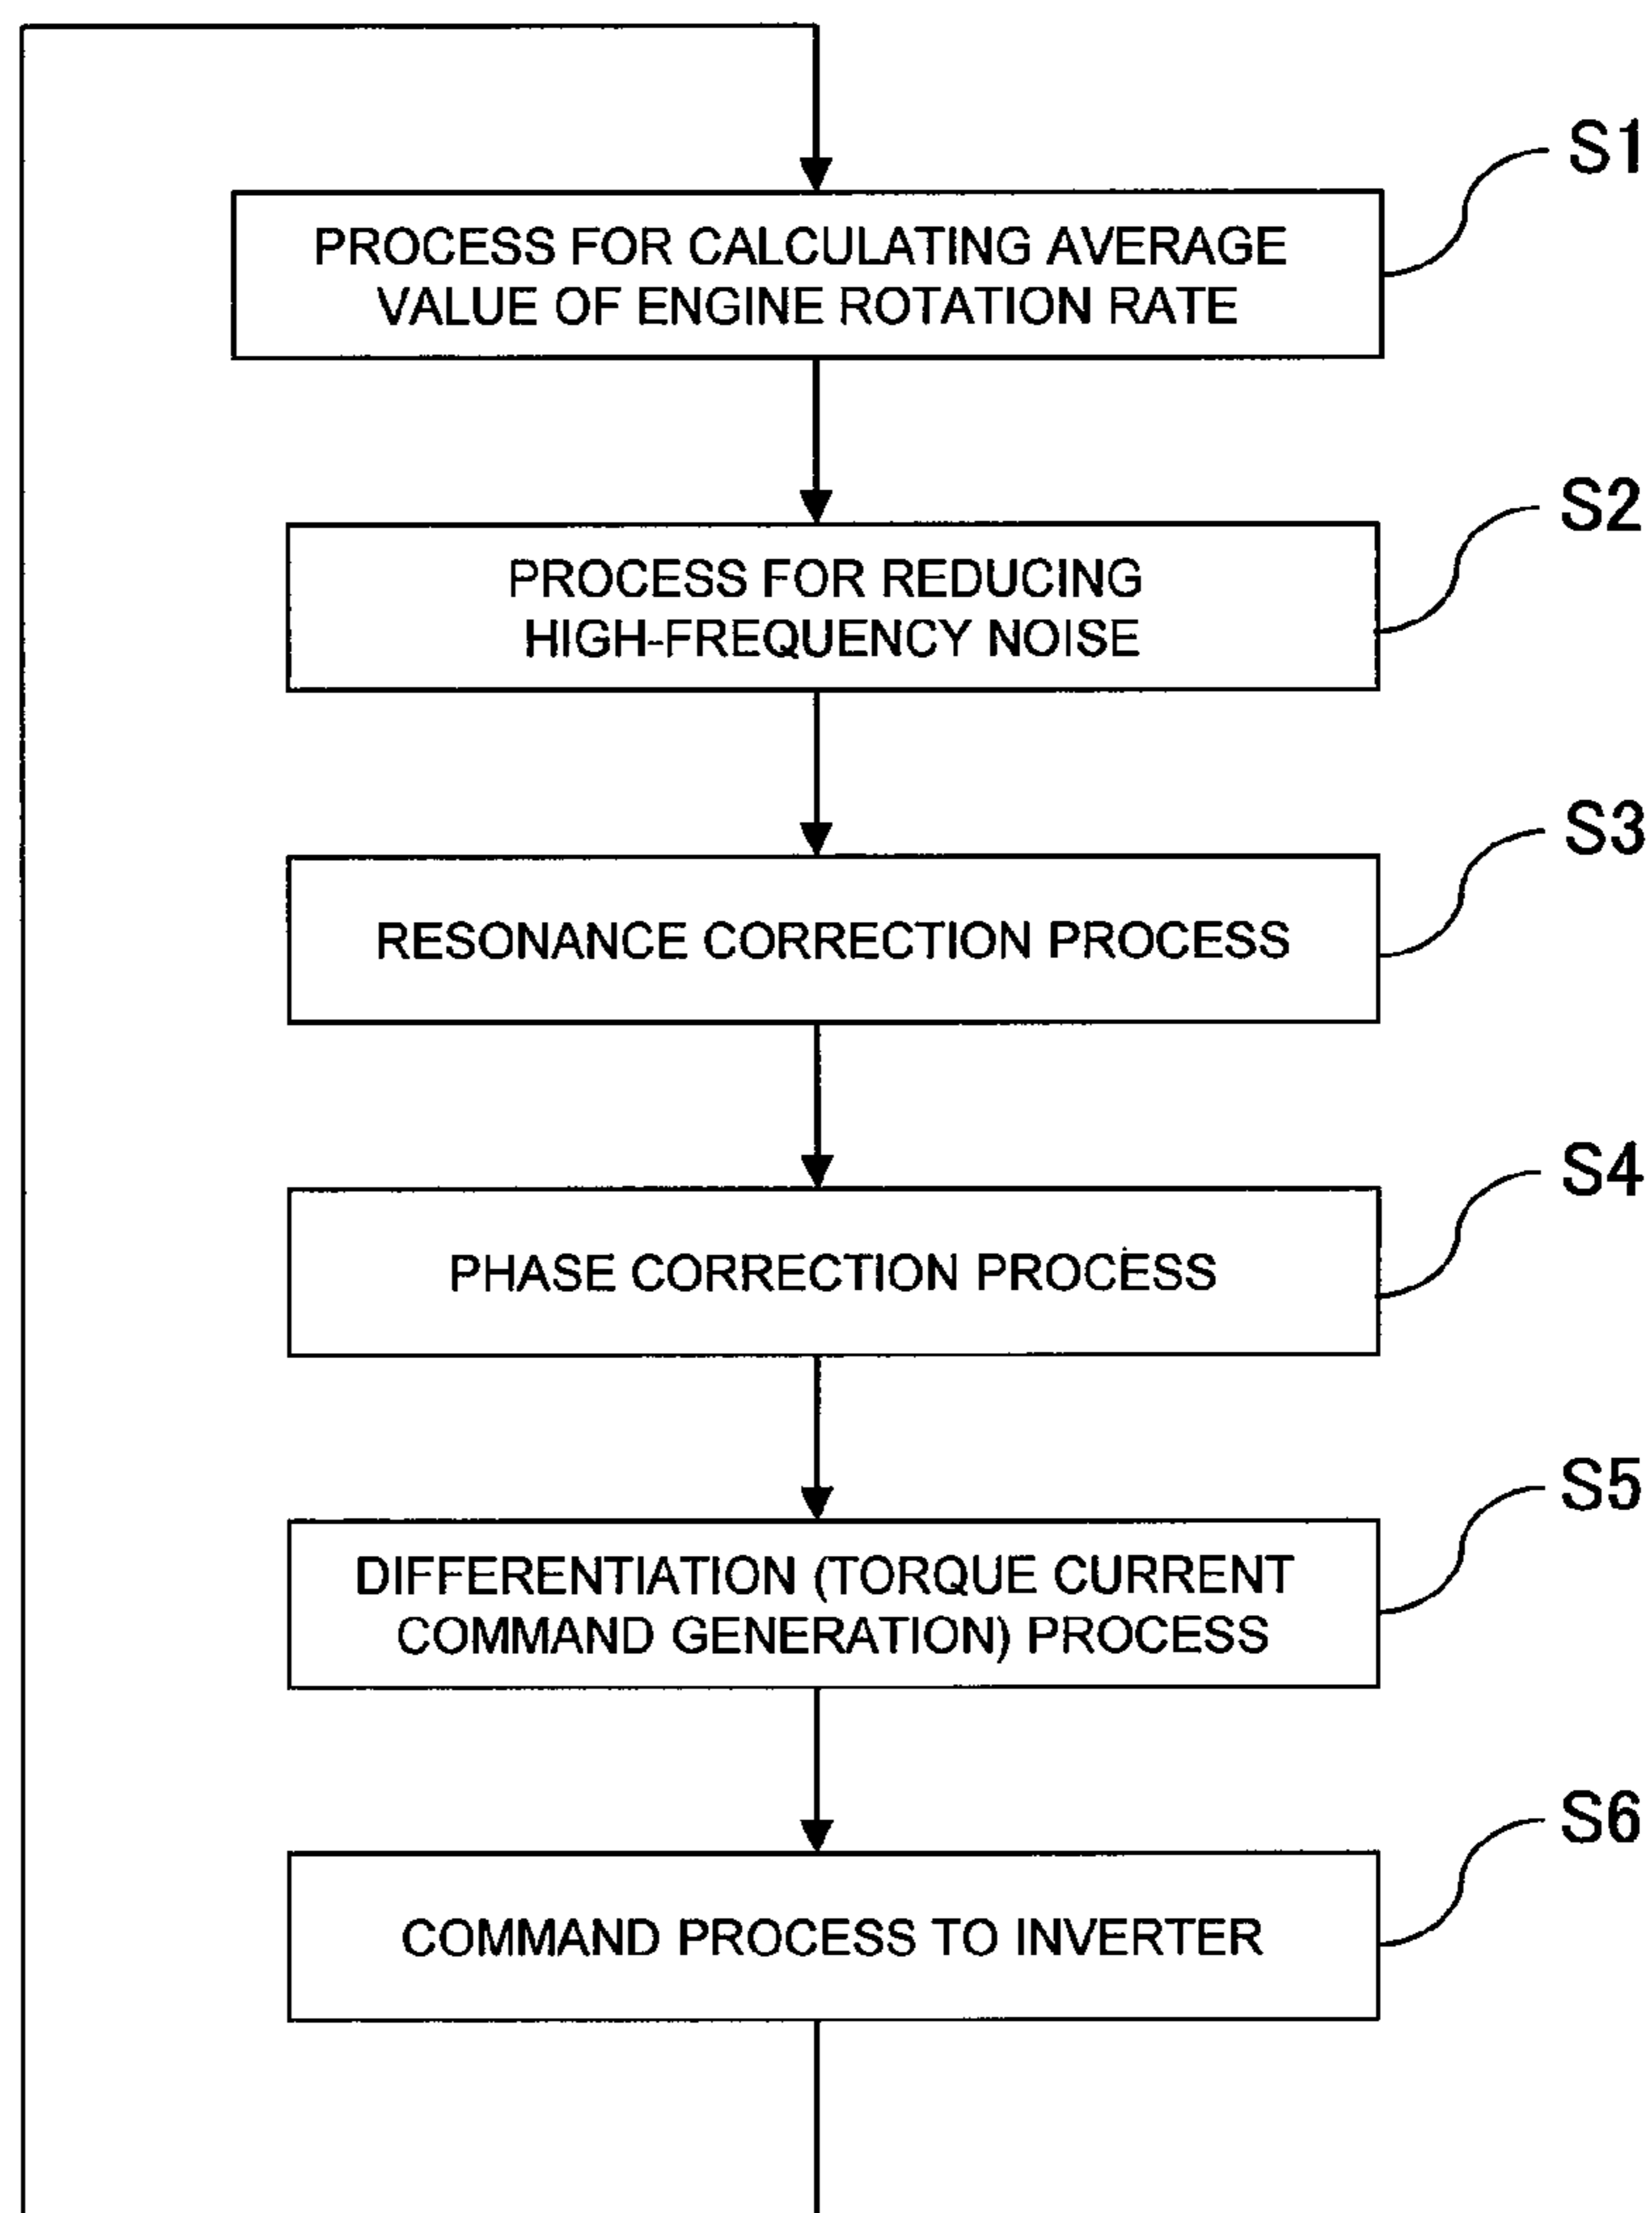 S1
PROCESS FOR CALCULATING AVERAGE
VALUE OF ENGINE ROTATION RATE
S2
PROCESS FOR REDUCING
HIGH-FREQUENCY NOISE
S3
RESONANCE CORRECTION PROCESS
S4
PHASE CORRECTION PROCESS
S5
DIFFERENTIATION (TORQUE CURRENT
COMMAND GENERATION) PROCESS
S6
COMMAND PROCESS TO INVERTER